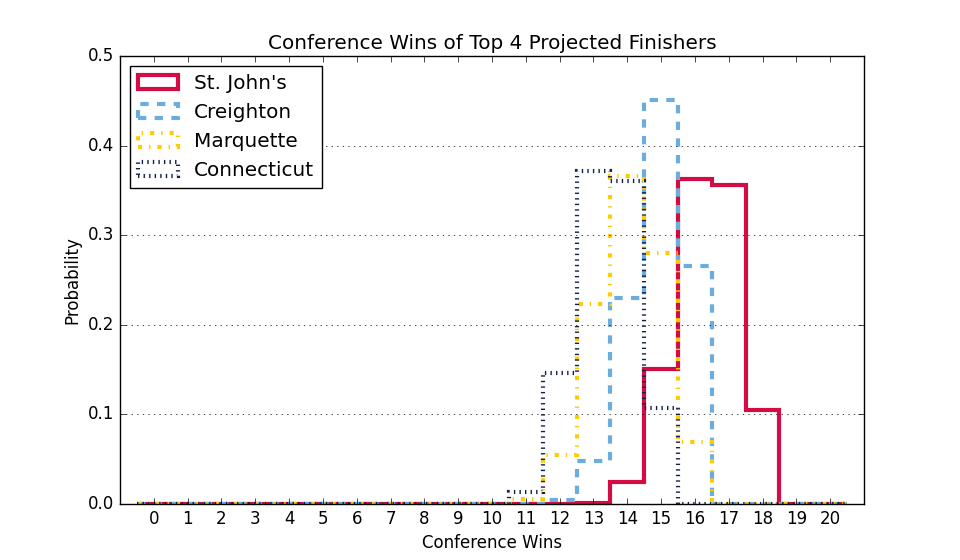 Conference Wins of Top 4 Projected Finishers
0.5
0.4
0.3
0.2
0.1
0.0
Probability
St. John's
Creighton
Marquette
Connecticut
0 1 2 3 4 5 6 7 8 9 10 11 12 13 14 15 16 17 18 19 20
Conference Wins